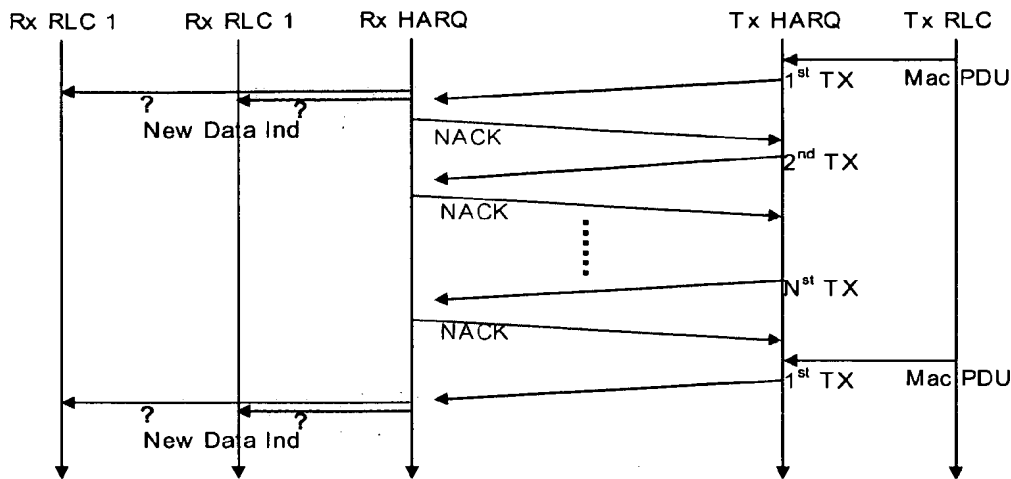 Rx RLC 1 Rx RLC 1 Rx HARQ Tx HARQ Tx RLC
1st TX Mac PDU
? ?
New Data Ind
NACK
2nd TX
NACK
Nst TX
NACK
1st TX Mac PDU
? ?
New Data Ind